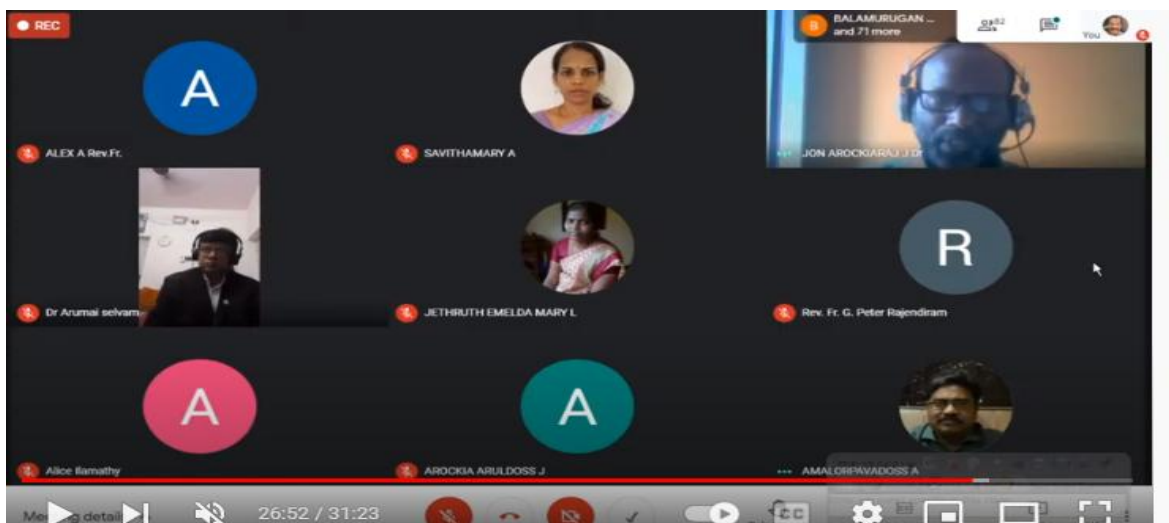 REC
BALAMURUGAN ...
and 71 more
B
82
You
A
ALEX A Rev.Fr.
SAVITHAMARY A
JON AROCKIARAJ J Dr
Dr Arumai selvam
JETHRUTH EMELDA MARY L
R
Rev. Fr. G. Peter Rajendiram
A
Alice Ilamathy
A
AROCKIA ARULDOSS J
AMALORPAVADOSS A
26:52 / 31:23
CC